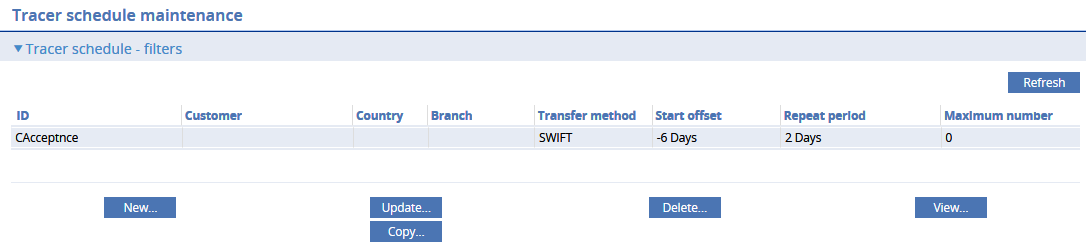 Tracer schedule maintenance
Tracer schedule - filters
Refresh
ID Customer Country Branch Transfer method Start offset Repeat period Maximum number
CAcceptnce SWIFT -6 Days 2 Days 0
New... Update... Delete... View...
Copy...